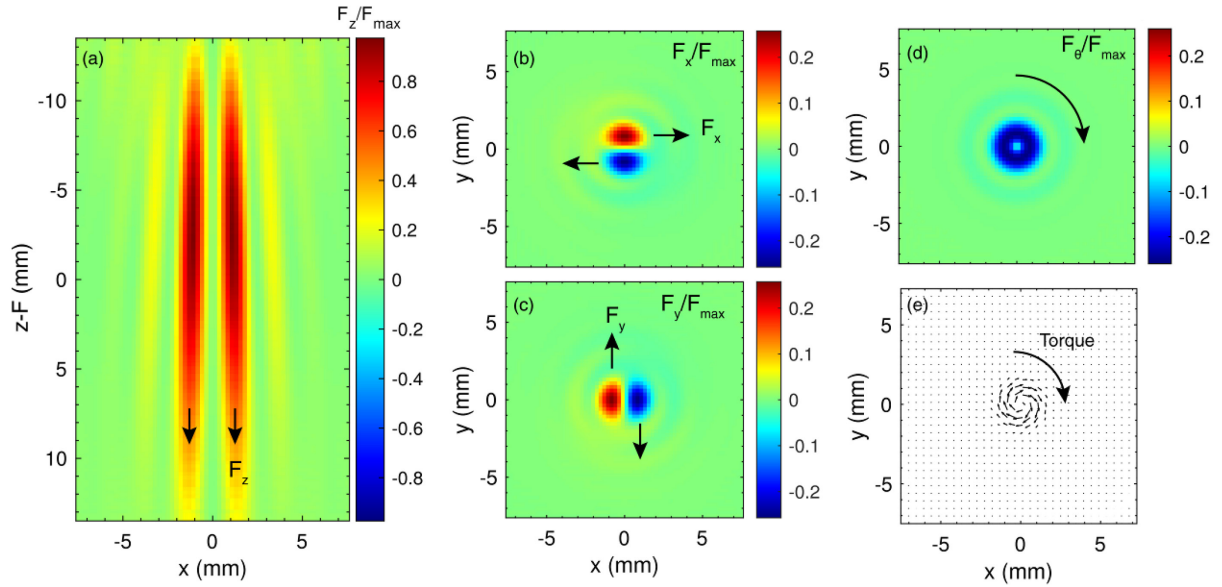 F_z/F_max
(a)
-10
-5
0
5
10
z-F (mm)
F_z
-5
0
5
x (mm)
0.8
0.6
0.4
0.2
0
-0.2
-0.4
-0.6
-0.8
(b)
F_x/F_max
F_x
5
0
-5
y (mm)
0.2
0.1
0
-0.1
-0.2
(c)
F_y/F_max
F_y
5
0
-5
y (mm)
-5
0
5
x (mm)
0.2
0.1
0
-0.1
-0.2
(d)
F_θ/F_max
5
0
-5
y (mm)
0.2
0.1
0
-0.1
-0.2
(e)
Torque
5
0
-5
y (mm)
-5
0
5
x (mm)